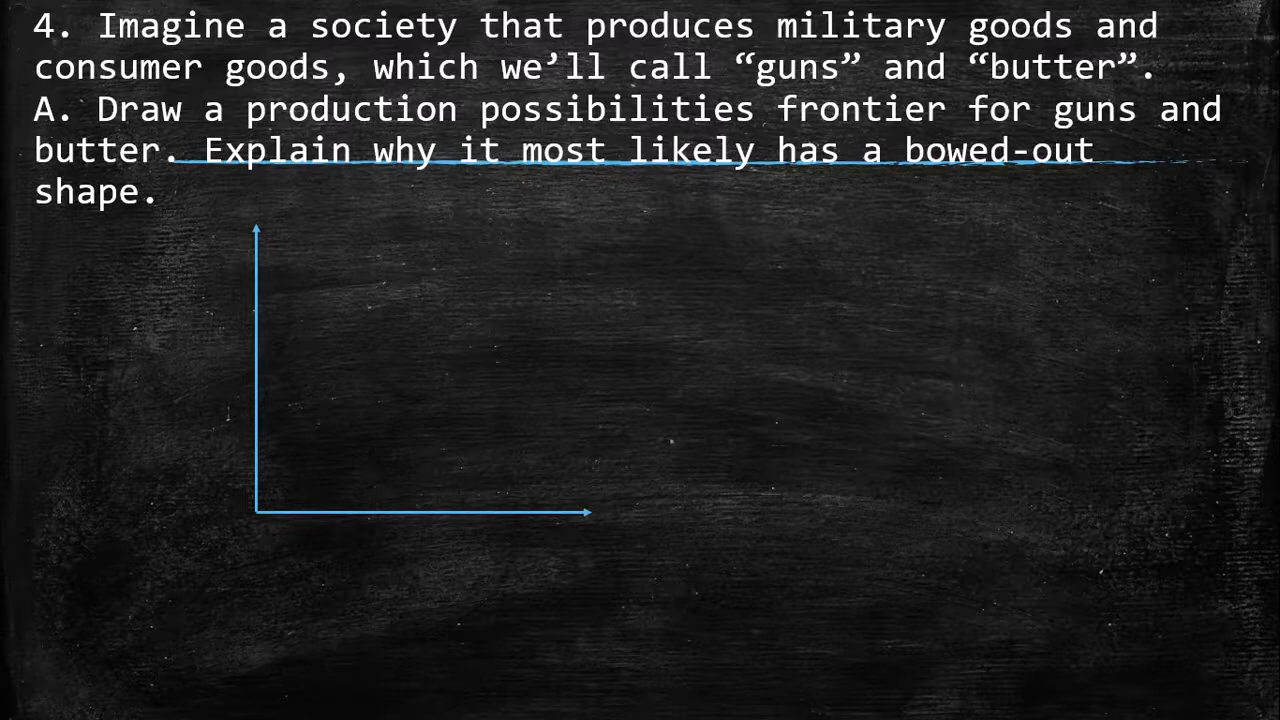 4. Imagine a society that produces military goods and
consumer goods, which we’ll call “guns” and “butter”.
A. Draw a production possibilities frontier for guns and
butter. Explain why it most likely has a bowed-out
shape.